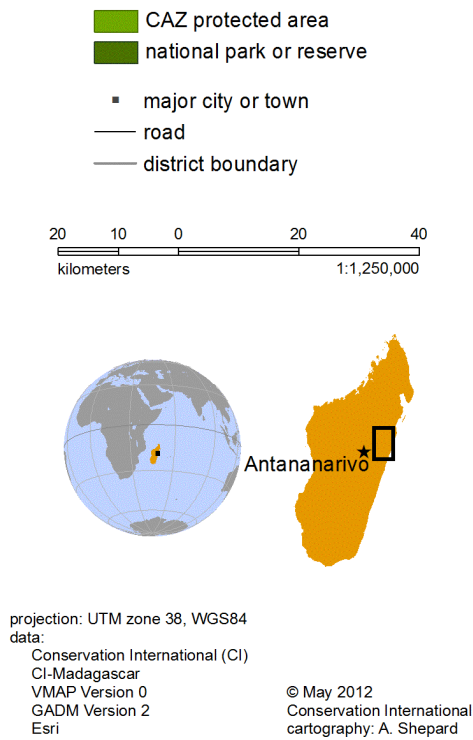 CAZ protected area
national park or reserve
major city or town
road
district boundary
20 10 0 20 40
kilometers 1:1,250,000
Antananarivo
projection: UTM zone 38, WGS84
data:
Conservation International (CI)
CI-Madagascar
VMAP Version 0
GADM Version 2
Esri
© May 2012
Conservation International
cartography: A. Shepard